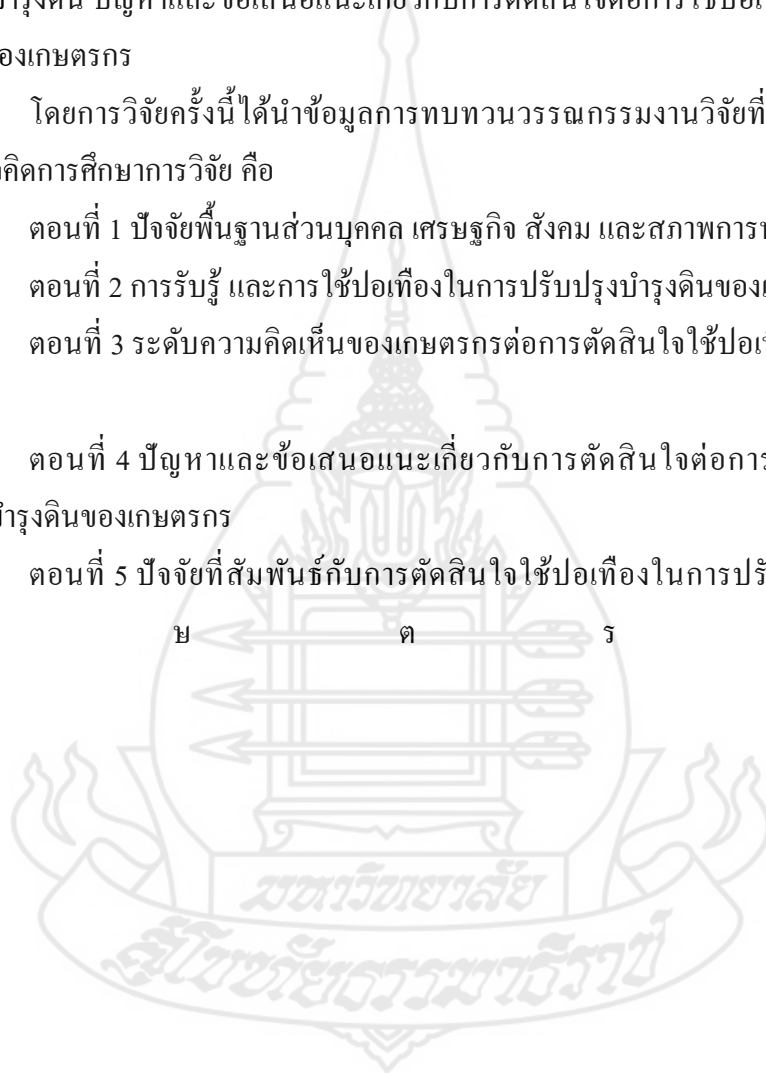 บำรุงดิน ปัญหาและข้อเสนอแนะเกี่ยวกับการตัดสินใจต่อการใช้ปอเ
องเกษตรกร
โดยการวิจัยครั้งนี้ได้นำข้อมูลการทบทวนวรรณกรรมงานวิจัยที่
คิดการศึกษาการวิจัย คือ
ตอนที่ 1 ปัจจัยพื้นฐานส่วนบุคคล เศรษฐกิจ สังคม และสภาพการ
ตอนที่ 2 การรับรู้ และการใช้ปอเทืองในการปรับปรุงบำรุงดินของ
ตอนที่ 3 ระดับความคิดเห็นของเกษตรกรต่อการตัดสินใจใช้ปอเ
ตอนที่ 4 ปัญหาและข้อเสนอแนะเกี่ยวกับการตัดสินใจต่อการ
บำรุงดินของเกษตรกร
ตอนที่ 5 ปัจจัยที่สัมพันธ์กับการตัดสินใจใช้ปอเทืองในการปรั
ษ ต ร
มหาวิทยาลัย
สุโขทัยธรรมาธิราช